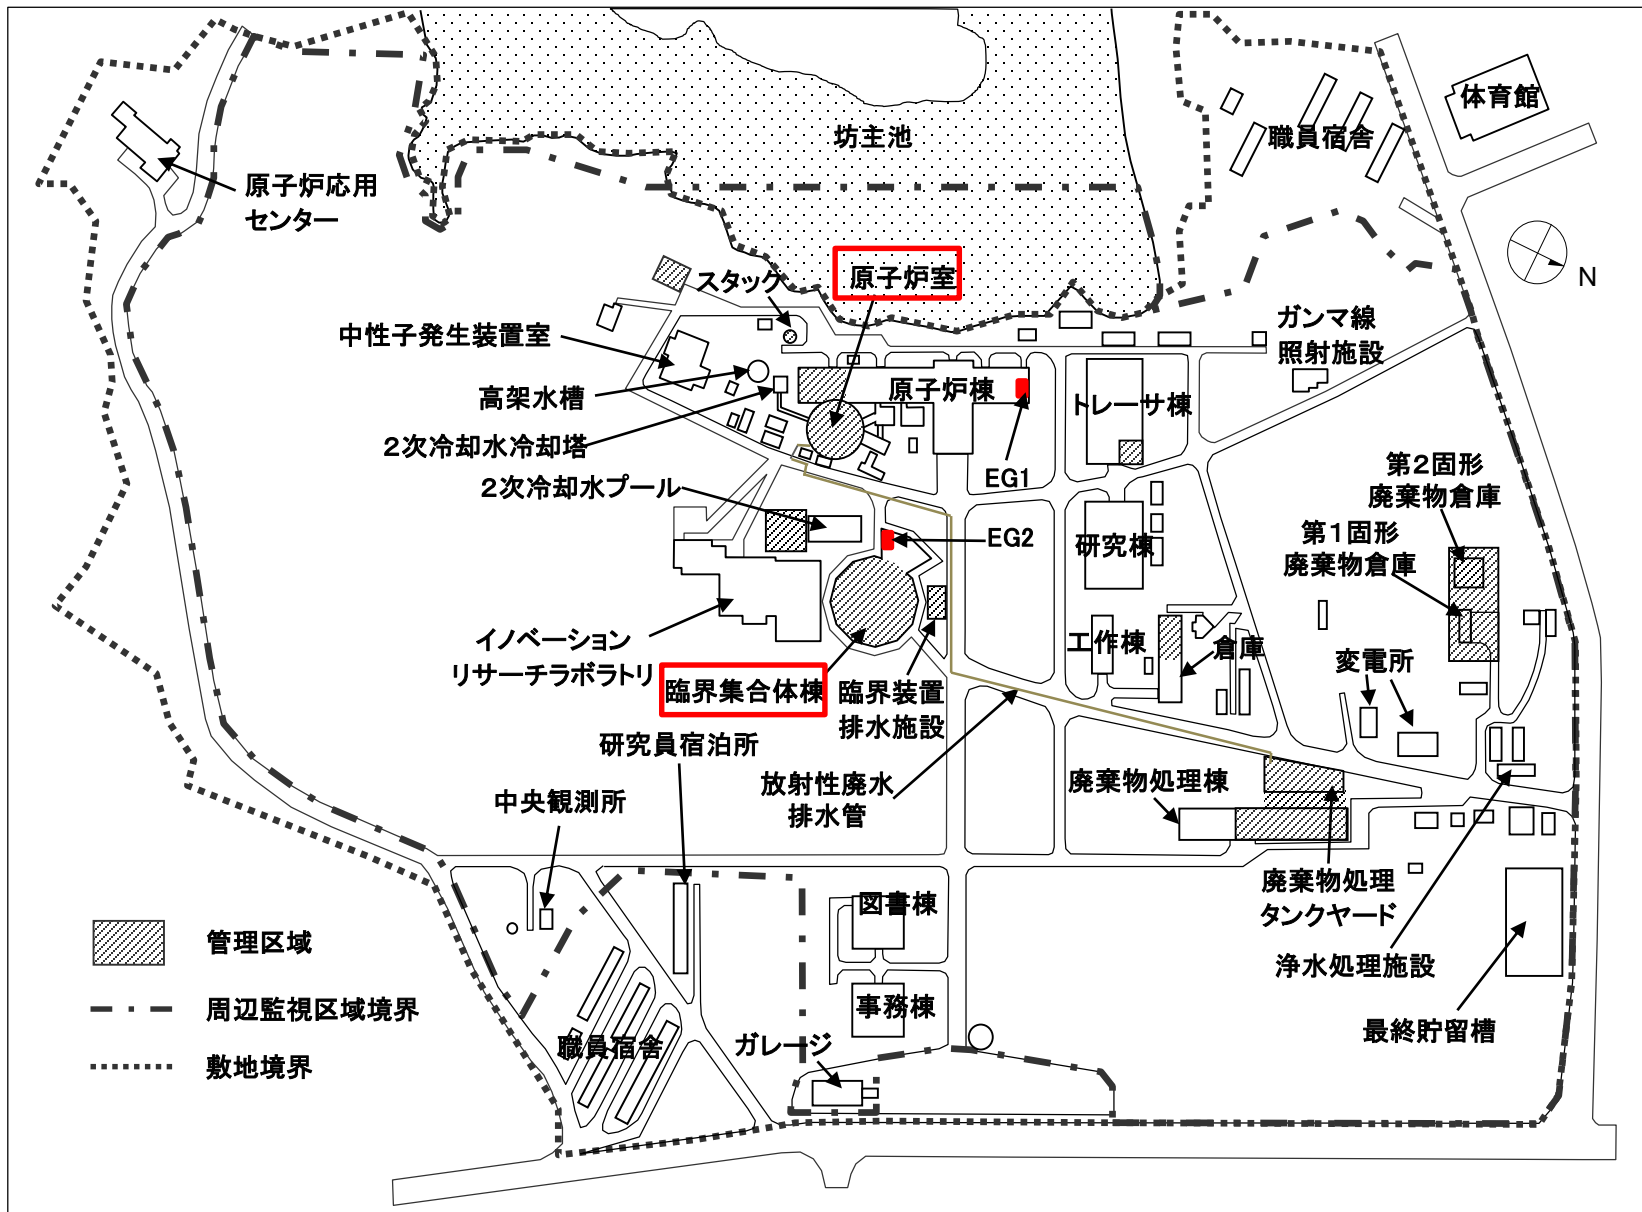 体育館
坊主池
職員宿舎
原子炉応用
センター
原子炉室
スタック
N
中性子発生装置室
ガンマ線
照射施設
高架水槽
原子炉棟
トレーサ棟
2次冷却水冷却塔
EG1
第2固形
廃棄物倉庫
2次冷却水プール
第1固形
廃棄物倉庫
EG2
研究棟
イノベーション
リサーチラボラトリ
工作棟
倉庫
変電所
臨界集合体棟
臨界装置
排水施設
研究員宿泊所
放射性廃水
排水管
廃棄物処理棟
中央観測所
廃棄物処理
タンクヤード
図書棟
管理区域
浄水処理施設
周辺監視区域境界
事務棟
最終貯留槽
職員宿舎
ガレージ
敷地境界